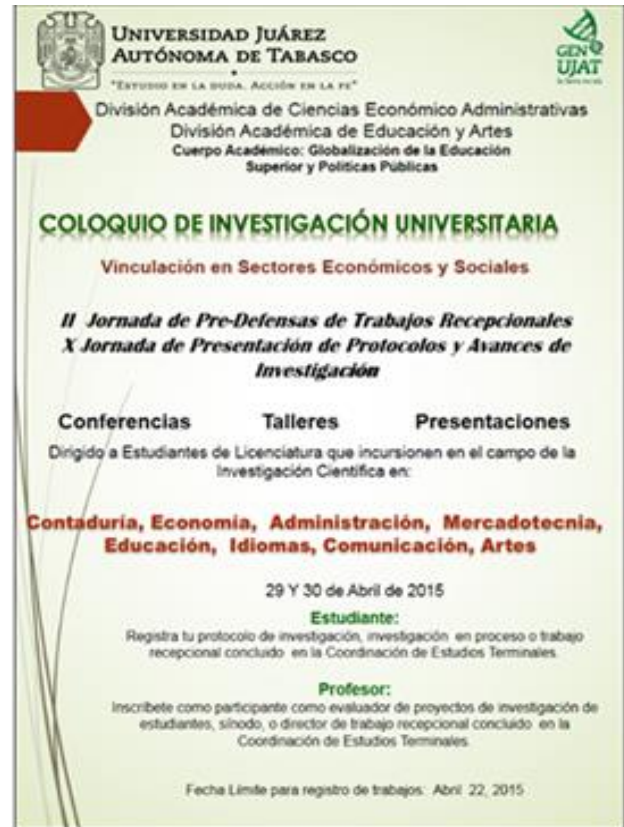 UNIVERSIDAD JUÁREZ
AUTÓNOMA DE TABASCO
"ESTUDIO EN LA DUDA. ACCIÓN EN LA FE"
GEN
UJAT
División Académica de Ciencias Económico Administrativas
División Académica de Educación y Artes
Cuerpo Académico: Globalización de la Educación
Superior y Políticas Públicas
COLOQUIO DE INVESTIGACIÓN UNIVERSITARIA
Vinculación en Sectores Económicos y Sociales
II Jornada de Pre-Defensas de Trabajos Recepcionales
X Jornada de Presentación de Protocolos y Avances de
Investigación
Conferencias Talleres Presentaciones
Dirigido a Estudiantes de Licenciatura que incursionen en el campo de la
Investigación Científica en:
Contaduría, Economía, Administración, Mercadotecnia,
Educación, Idiomas, Comunicación, Artes
29 Y 30 de Abril de 2015
Estudiante:
Registra tu protocolo de investigación, investigación en proceso o trabajo
recepcional concluido en la Coordinación de Estudios Terminales.
Profesor:
Inscríbete como participante como evaluador de proyectos de investigación de
estudiantes, sínodo, o director de trabajo recepcional concluido en la
Coordinación de Estudios Terminales.
Fecha Límite para registro de trabajos: Abril 22, 2015